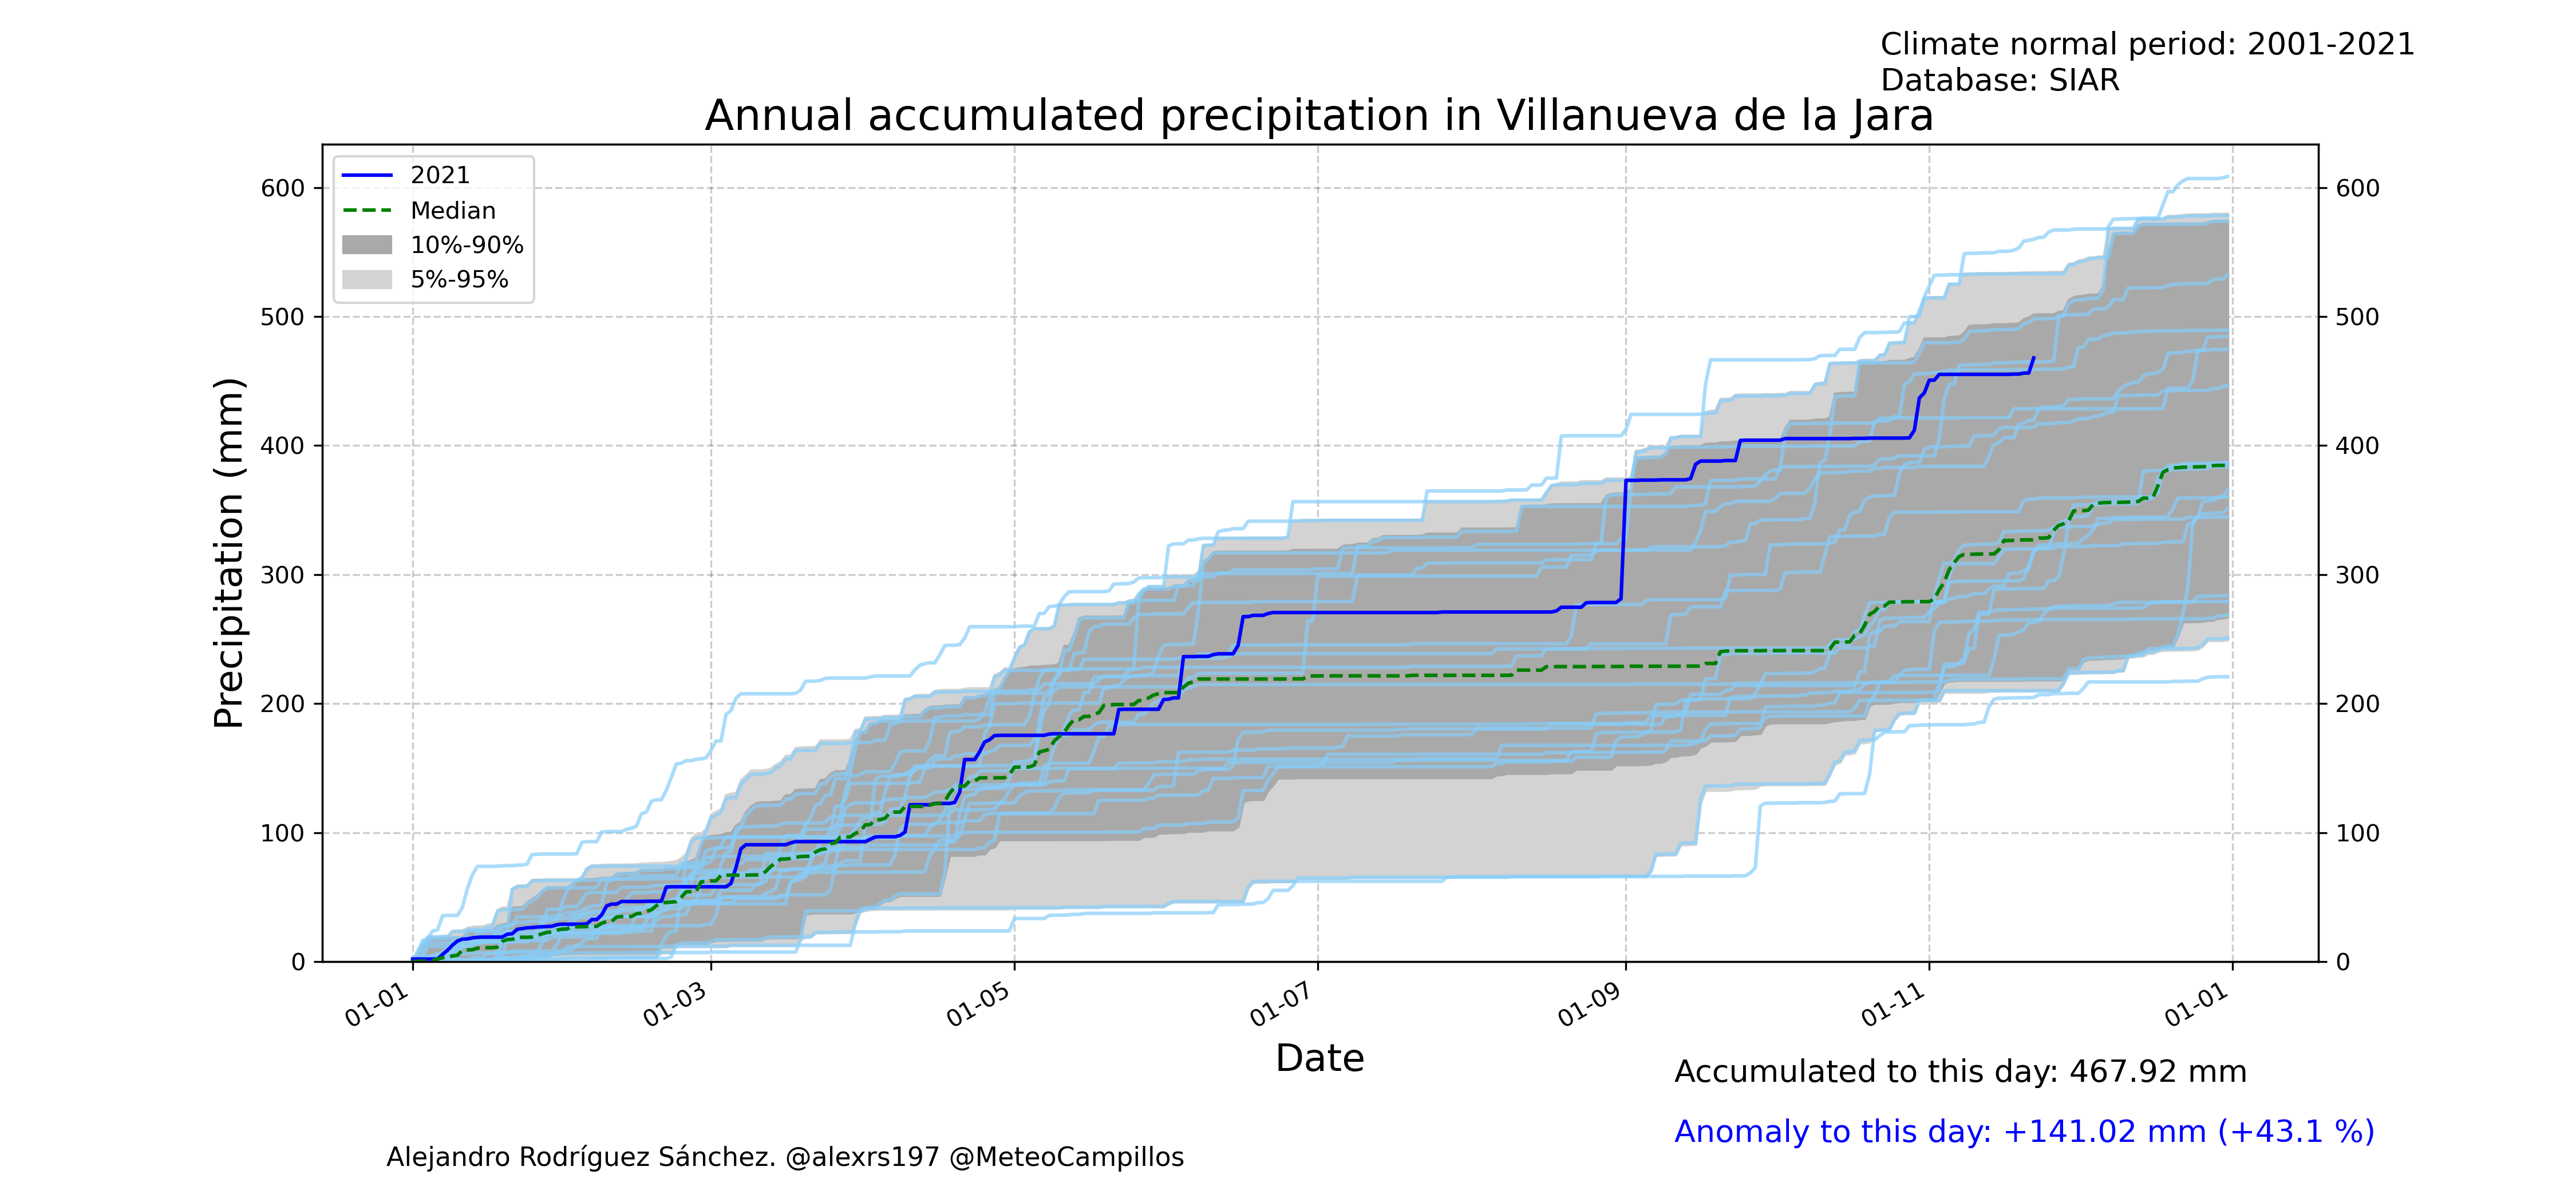 Climate normal period: 2001-2021
Database: SIAR
Annual accumulated precipitation in Villanueva de la Jara
2021
Median
10%-90%
5%-95%
Precipitation (mm)
600
500
400
300
200
100
0
600
500
400
300
200
100
0
01-01
01-03
01-05
01-07
01-09
01-11
01-01
Date
Accumulated to this day: 467.92 mm
Anomaly to this day: +141.02 mm (+43.1 %)
Alejandro Rodríguez Sánchez. @alexrs197 @MeteoCampillos